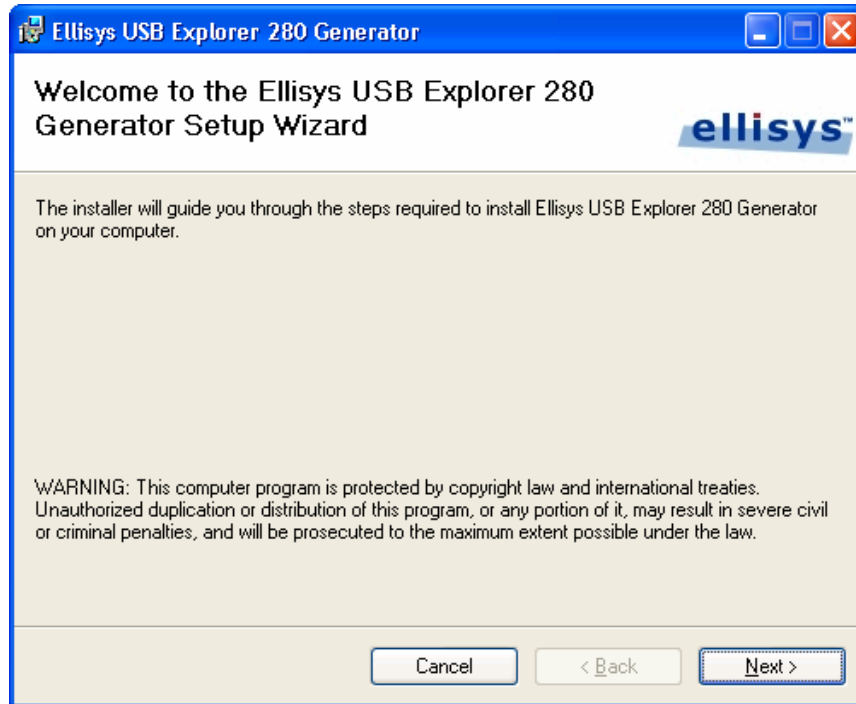 Ellisys USB Explorer 280 Generator
Welcome to the Ellisys USB Explorer 280
Generator Setup Wizard
ellisys™
The installer will guide you through the steps required to install Ellisys USB Explorer 280 Generator
on your computer.
WARNING: This computer program is protected by copyright law and international treaties.
Unauthorized duplication or distribution of this program, or any portion of it, may result in severe civil
or criminal penalties, and will be prosecuted to the maximum extent possible under the law.
Cancel < Back Next >